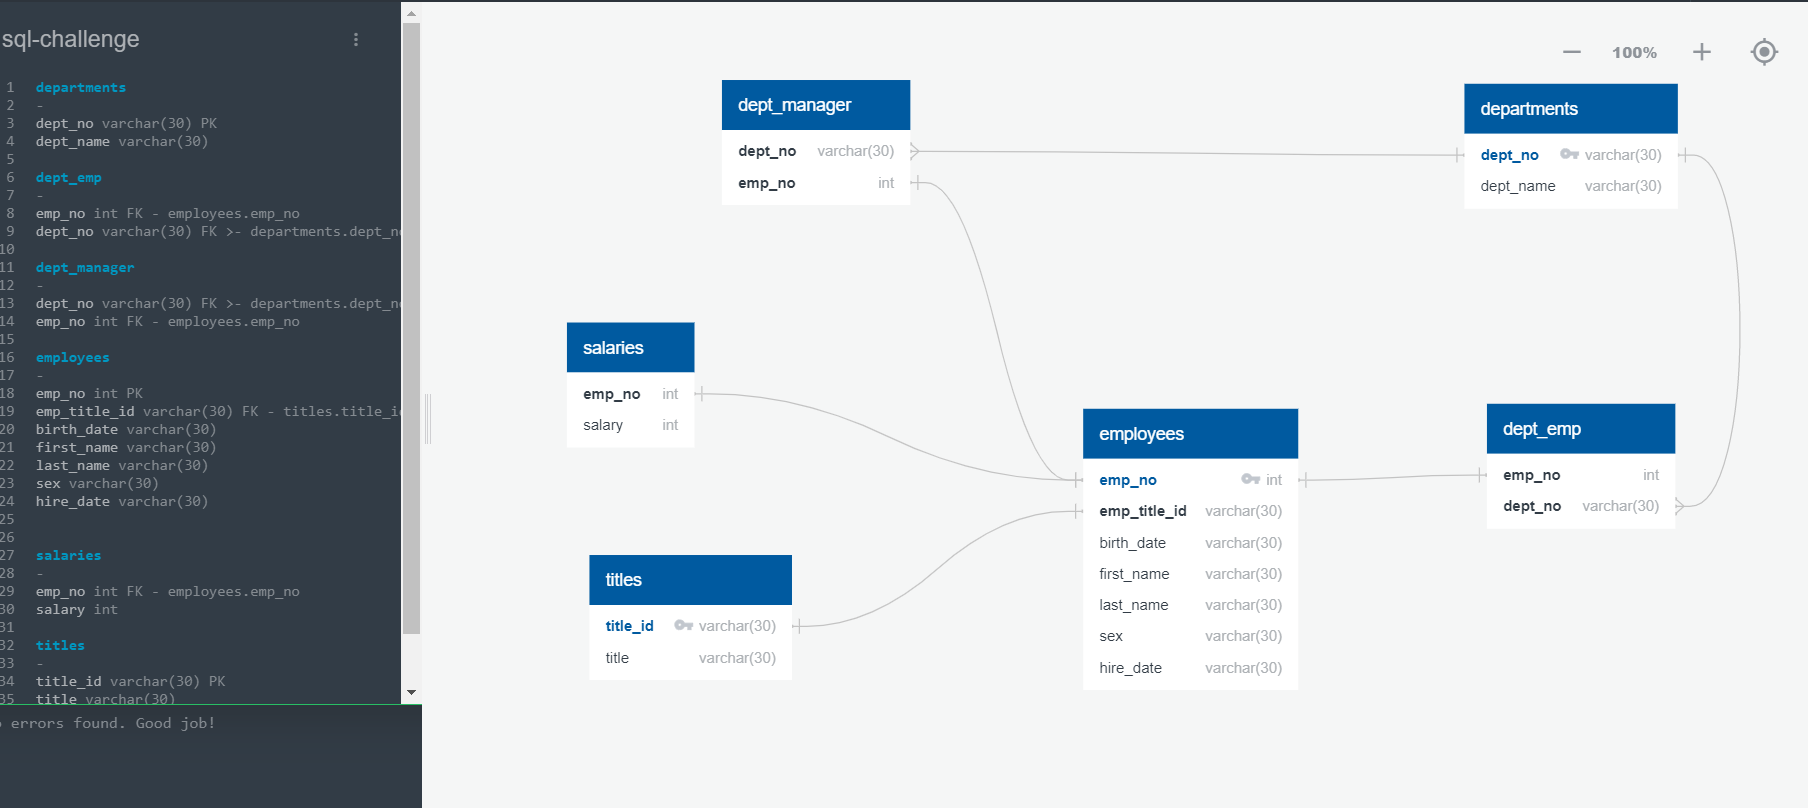 sql-challenge
1 departments
2 -
3 dept_no varchar(30) PK
4 dept_name varchar(30)
5
6 dept_emp
7 -
8 emp_no int FK - employees.emp_no
9 dept_no varchar(30) FK >- departments.dept_n
10
11 dept_manager
12 -
13 dept_no varchar(30) FK >- departments.dept_n
14 emp_no int FK - employees.emp_no
15
16 employees
17 -
18 emp_no int PK
19 emp_title_id varchar(30) FK - titles.title_i
20 birth_date varchar(30)
21 first_name varchar(30)
22 last_name varchar(30)
23 sex varchar(30)
24 hire_date varchar(30)
25
26
27 salaries
28 -
29 emp_no int FK - employees.emp_no
30 salary int
31
32 titles
33 -
34 title_id varchar(30) PK
35 title varchar(30)
errors found. Good job!
100%
dept_manager
dept_no varchar(30)
emp_no int
departments
dept_no varchar(30)
dept_name varchar(30)
salaries
emp_no int
salary int
employees
emp_no int
emp_title_id varchar(30)
birth_date varchar(30)
first_name varchar(30)
last_name varchar(30)
sex varchar(30)
hire_date varchar(30)
dept_emp
emp_no int
dept_no varchar(30)
titles
title_id varchar(30)
title varchar(30)